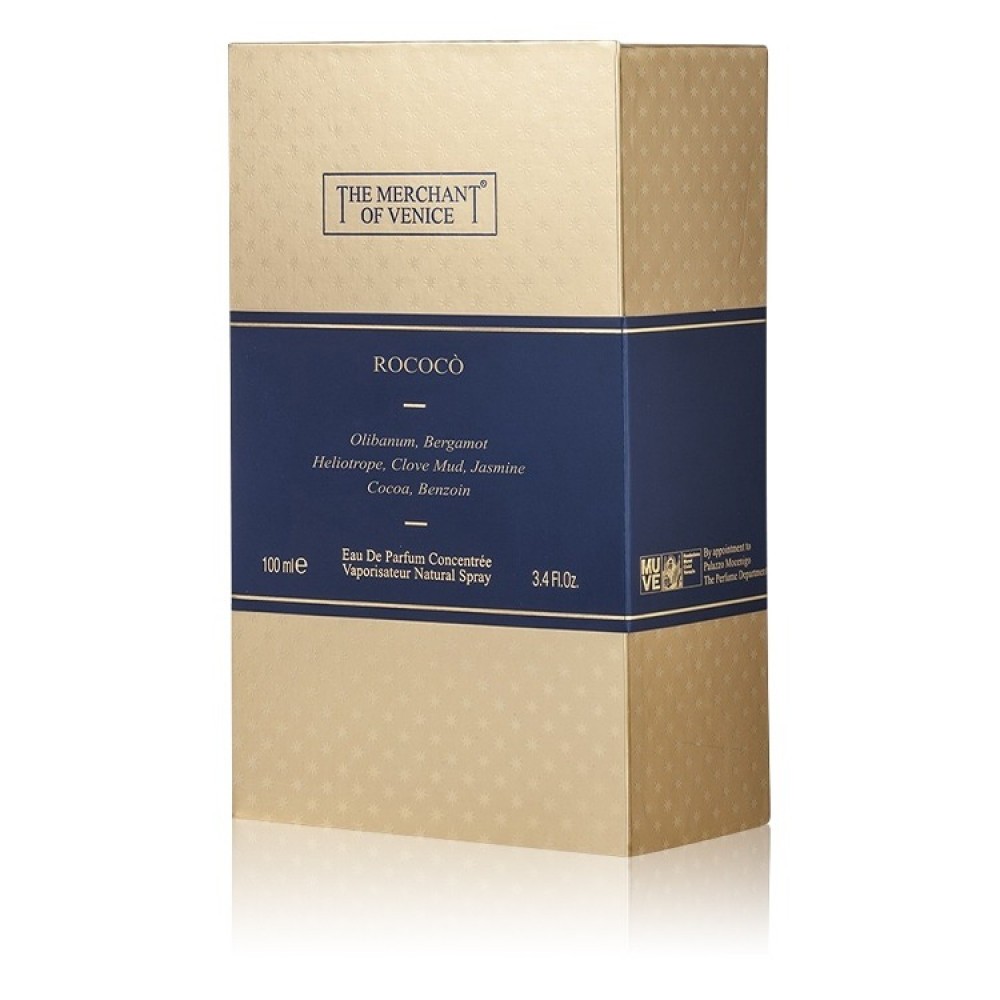 THE MERCHANT®
OF VENICE
ROCOCÒ
Olibanum, Bergamot
Heliotrope, Clove Mud, Jasmine
Cocoa, Benzoin
100 ml e
Eau De Parfum Concentrée
Vaporisateur Natural Spray
3.4 Fl.Oz.
MU
VE
By appointment to
Palazzo Mocenigo
The Perfume Department